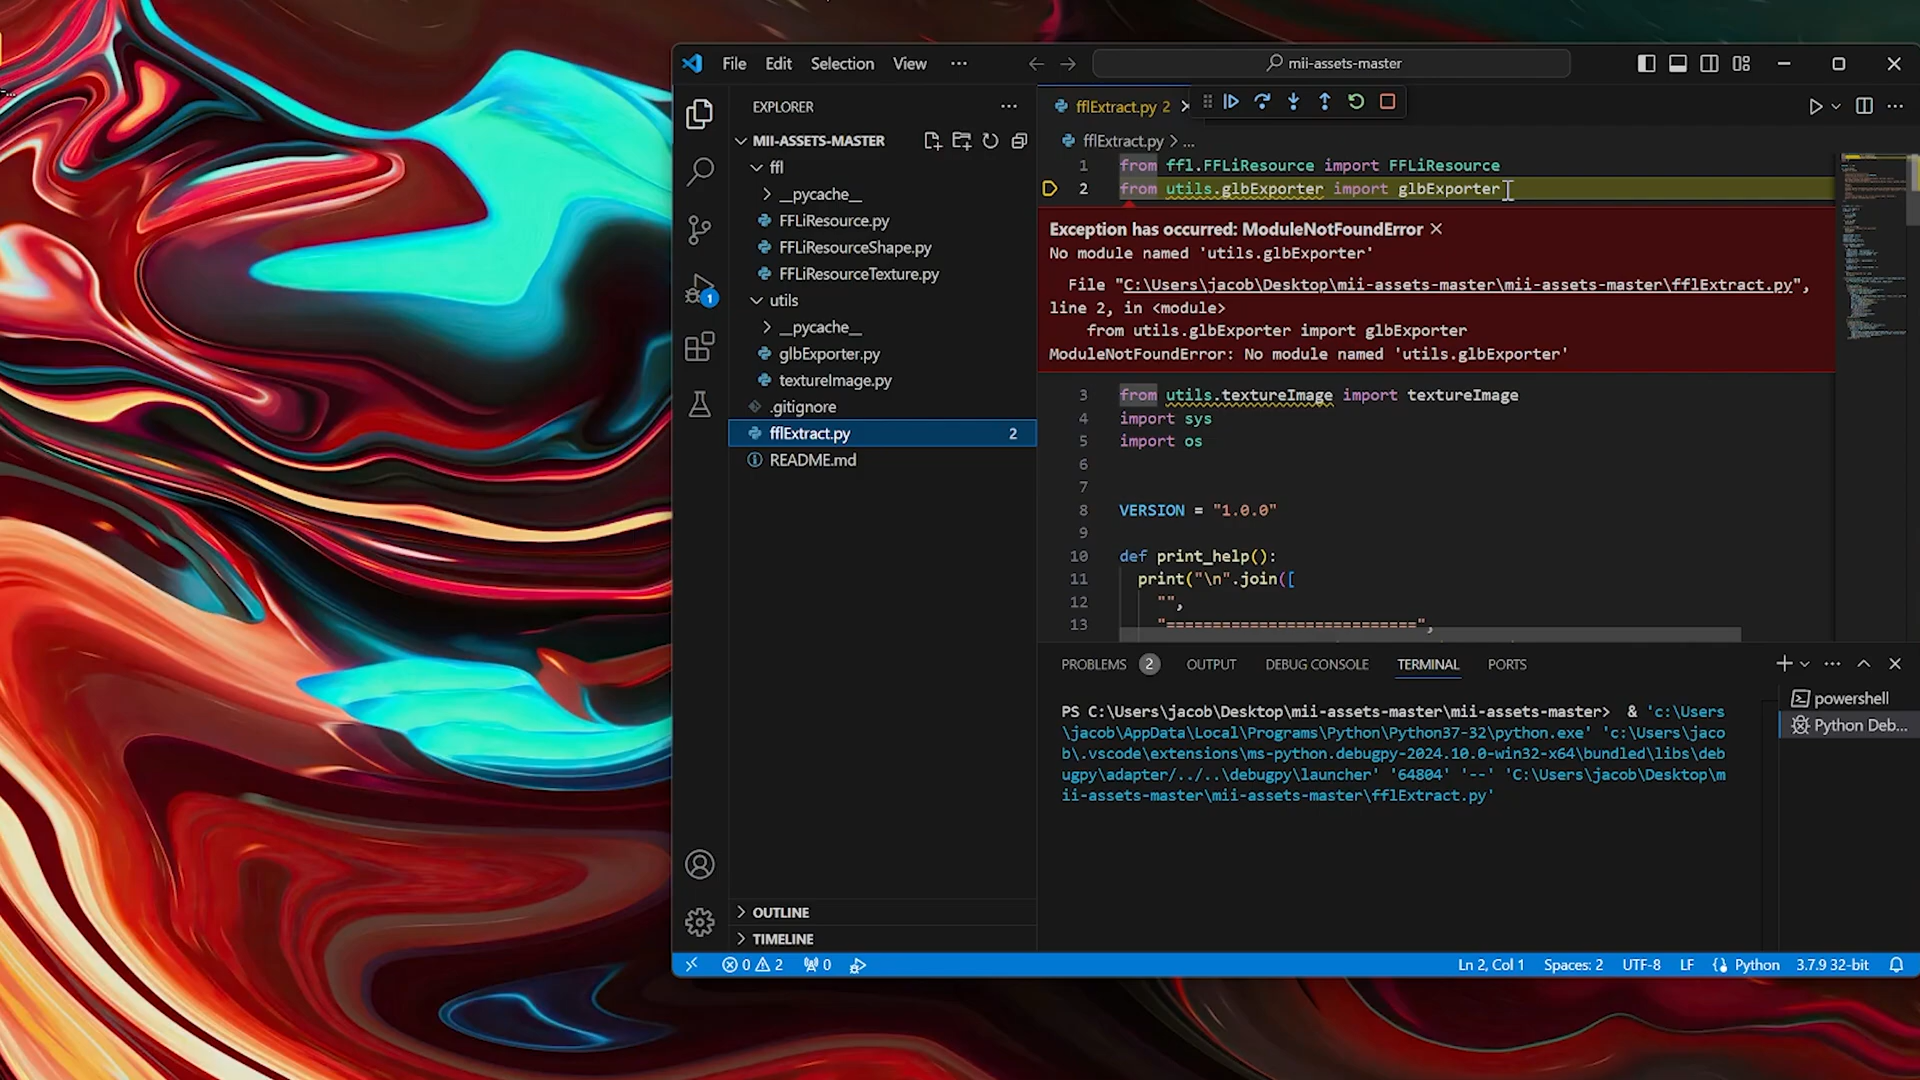 File Edit Selection View ···
mii-assets-master
EXPLORER
MII-ASSETS-MASTER
ffl
__pycache__
FFLiResource.py
FFLiResourceShape.py
FFLiResourceTexture.py
utils
__pycache__
glbExporter.py
textureImage.py
.gitignore
fflExtract.py 2
README.md
OUTLINE
TIMELINE
1
fflExtract.py 2
fflExtract.py > ...
1 from ffl.FFLiResource import FFLiResource
2 from utils.glbExporter import glbExporter
Exception has occurred: ModuleNotFoundError
No module named 'utils.glbExporter'
File "C:\Users\jacob\Desktop\mii-assets-master\mii-assets-master\fflExtract.py",
line 2, in <module>
from utils.glbExporter import glbExporter
ModuleNotFoundError: No module named 'utils.glbExporter'
3 from utils.textureImage import textureImage
4 import sys
5 import os
6
7
8 VERSION = "1.0.0"
9
10 def print_help():
11 print("\n".join([
12 "",
13 "===========================",
PROBLEMS 2 OUTPUT DEBUG CONSOLE TERMINAL PORTS
PS C:\Users\jacob\Desktop\mii-assets-master\mii-assets-master> & 'c:\Users
\jacob\AppData\Local\Programs\Python\Python37-32\python.exe' 'c:\Users\jaco
b\.vscode\extensions\ms-python.debugpy-2024.10.0-win32-x64\bundled\libs\deb
ugpy\adapter/../..\debugpy\launcher' '64804' '--' 'C:\Users\jacob\Desktop\m
ii-assets-master\mii-assets-master\fflExtract.py'
powershell
Python Deb...
0 2 0 Ln 2, Col 1 Spaces: 2 UTF-8 LF Python 3.7.9 32-bit